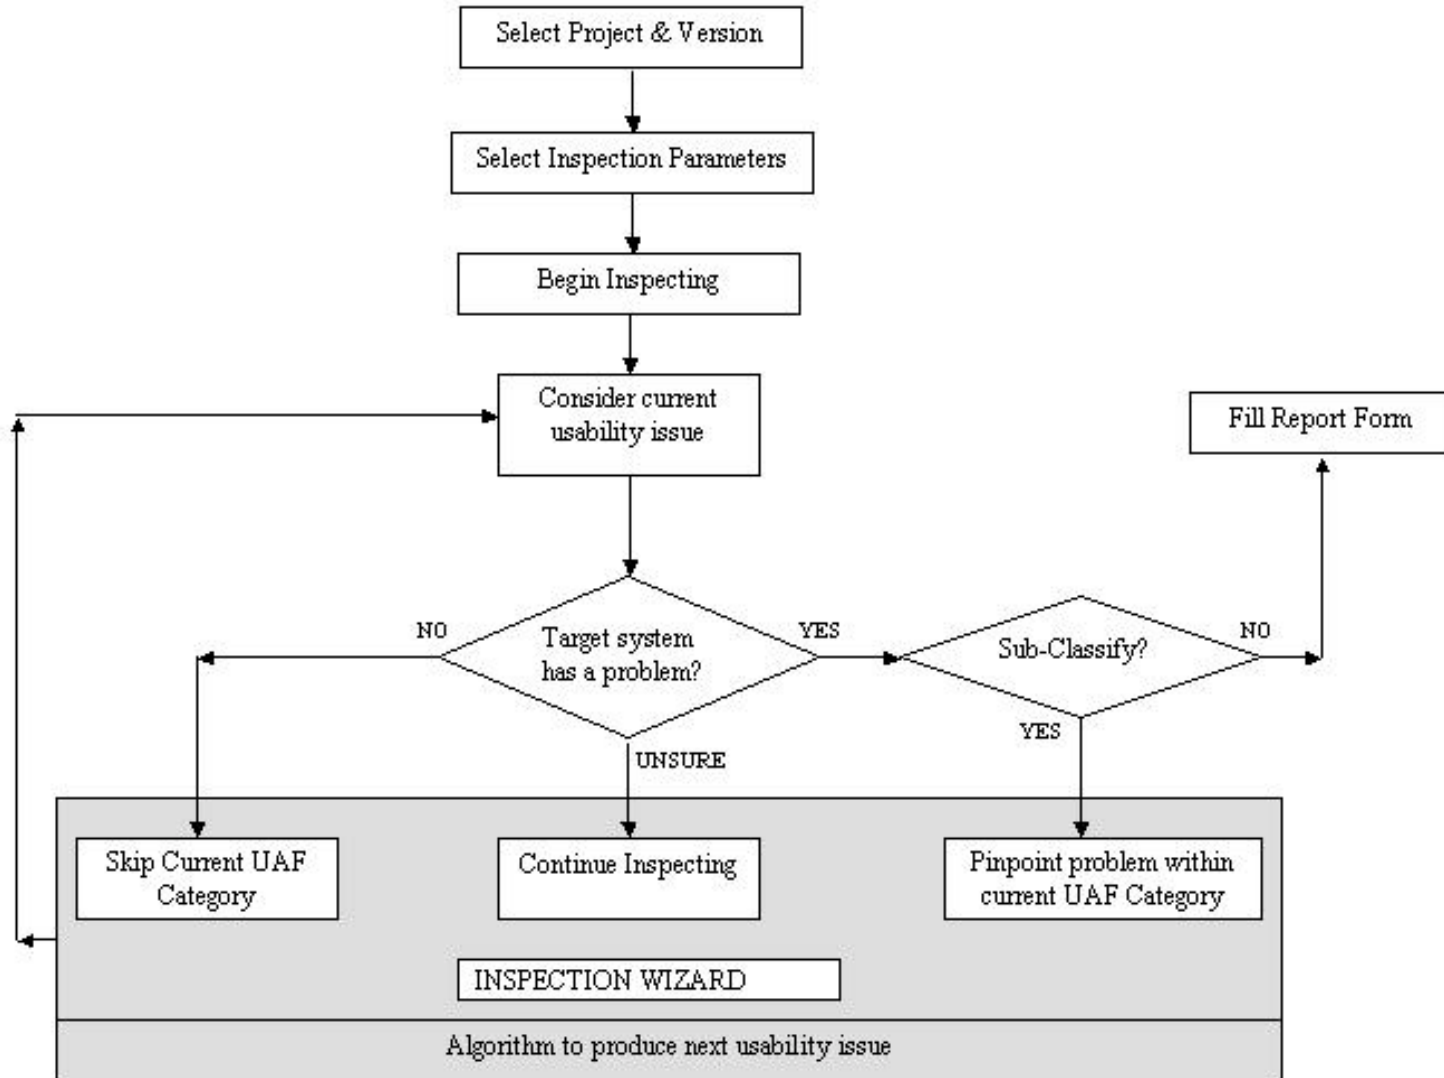 Select Project & Version
Select Inspection Parameters
Begin Inspecting
Consider current
usability issue
Fill Report Form
NO
Target system
has a problem?
YES
Sub-Classify?
NO
UNSURE
YES
Skip Current UAF
Category
Continue Inspecting
Pinpoint problem within
current UAF Category
INSPECTION WIZARD
Algorithm to produce next usability issue